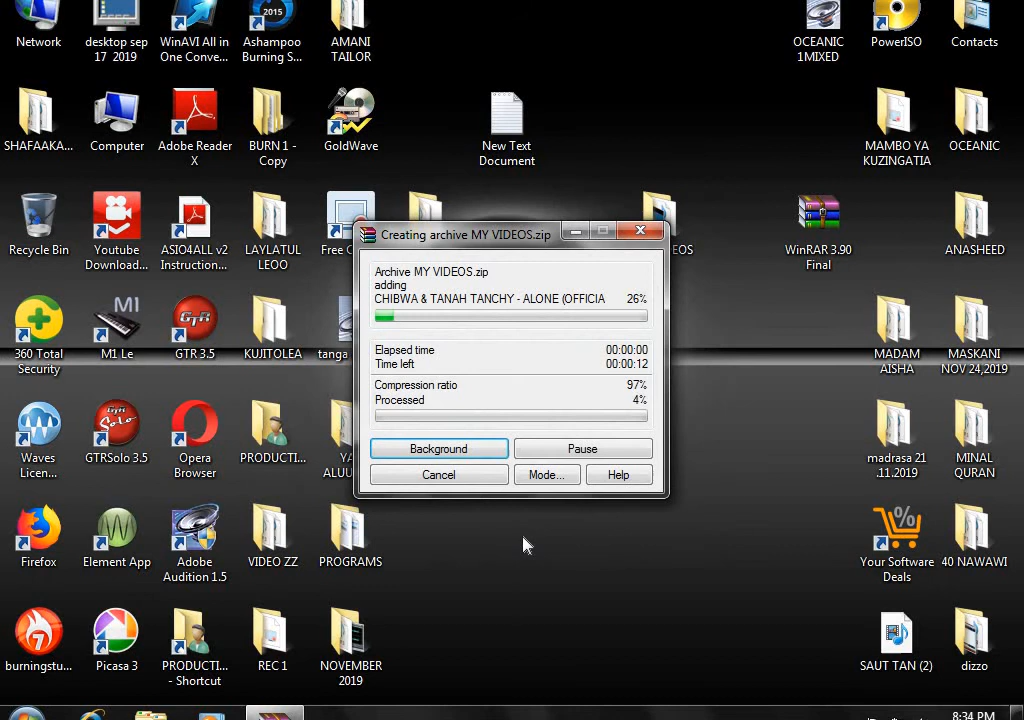 Network
desktop sep
17 2019
WinAVI All in
One Conve...
2015
Ashampoo
Burning S...
AMANI
TAILOR
OCEANIC
1MIXED
PowerISO
Contacts
SHAFAAKA...
Computer
Adobe Reader
X
BURN 1 -
Copy
GoldWave
New Text
Document
MAMBO YA
KUZINGATIA
OCEANIC
Recycle Bin
Youtube
Download...
ASIO4ALL v2
Instruction...
LAYLATUL
LEOO
Free
EOS
WinRAR 3.90
Final
ANASHEED
Creating archive MY VIDEOS.zip
Archive MY VIDEOS.zip
adding
CHIBWA & TANAH TANCHY - ALONE (OFFICIA 26%
Elapsed time 00:00:00
Time left 00:00:12
Compression ratio 97%
Processed 4%
Background
Pause
Cancel
Mode...
Help
360 Total
Security
M1
M1 Le
GTR
GTR 3.5
KUJITOLEA
tanga
MADAM
AISHA
MASKANI
NOV 24,2019
Waves
Licen...
GTR
Solo
GTRSolo 3.5
Opera
Browser
PRODUCTI...
YA
ALUU
madrasa 21
.11.2019
MINAL
QURAN
Firefox
Element App
Adobe
Audition 1.5
VIDEO ZZ
PROGRAMS
%
Your Software
Deals
40 NAWAWI
7
burningstu...
Picasa 3
PRODUCTI...
- Shortcut
REC 1
NOVEMBER
2019
SAUT TAN (2)
dizzo
8:34 PM